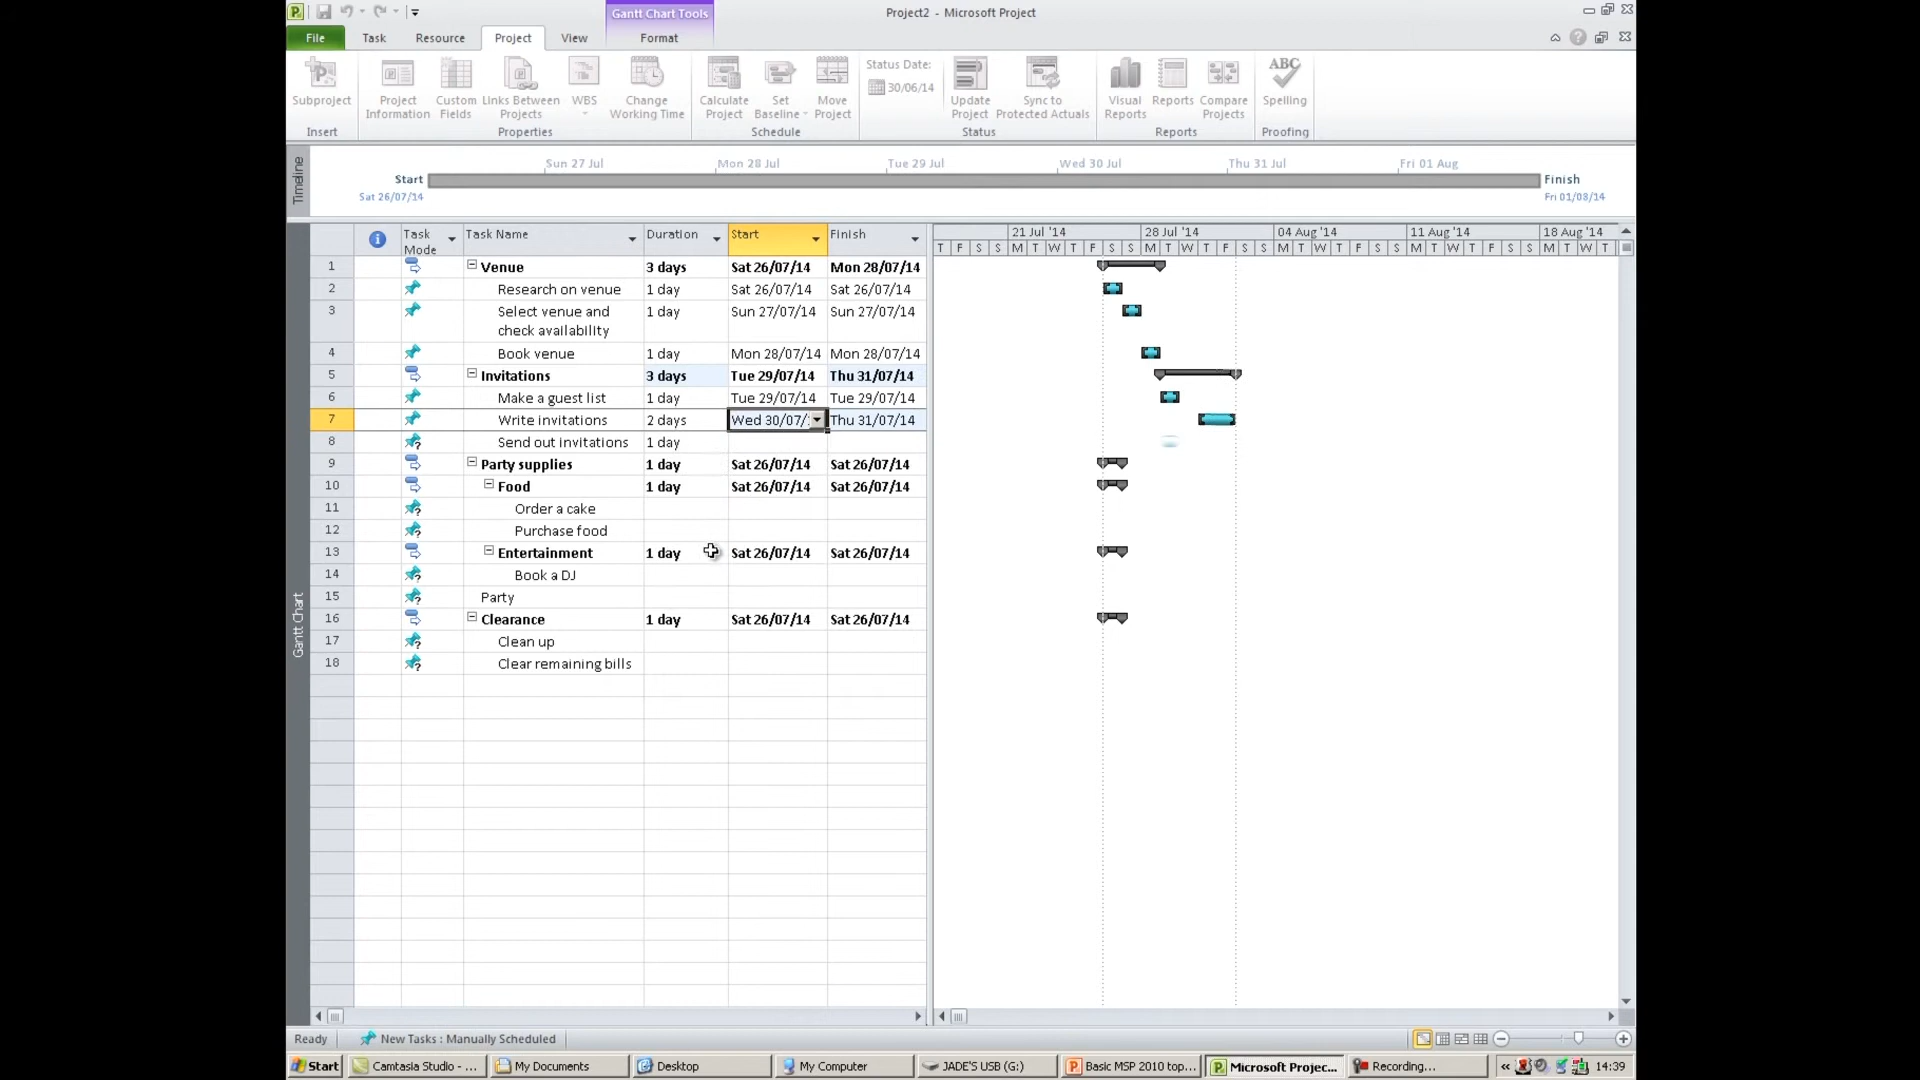 Gantt Chart Tools
Project2 - Microsoft Project
File Task Resource Project View Format
Subproject
Project Information
Custom Fields
Links Between Projects
WBS
Change Working Time
Calculate Project
Set Baseline
Move Project
Status Date:
30/06/14
Update Project
Sync to Protected Actuals
Visual Reports
Reports
Compare Projects
ABC
Spelling
Insert Properties Schedule Status Reports Proofing
Timeline
Sun 27 Jul Mon 28 Jul Tue 29 Jul Wed 30 Jul Thu 31 Jul Fri 01 Aug
Start Finish
Sat 26/07/14 Fri 01/08/14
Task Mode Task Name Duration Start Finish
21 Jul '14 28 Jul '14 04 Aug '14 11 Aug '14 18 Aug '14
T F S S M T W T F S S M T W T F S S M T W T F S S M T W T F S S M T W T
1 Venue 3 days Sat 26/07/14 Mon 28/07/14
2 Research on venue 1 day Sat 26/07/14 Sat 26/07/14
3 Select venue and 1 day Sun 27/07/14 Sun 27/07/14
check availability
4 Book venue 1 day Mon 28/07/14 Mon 28/07/14
5 Invitations 3 days Tue 29/07/14 Thu 31/07/14
6 Make a guest list 1 day Tue 29/07/14 Tue 29/07/14
7 Write invitations 2 days Wed 30/07/ Thu 31/07/14
8 Send out invitations 1 day
9 Party supplies 1 day Sat 26/07/14 Sat 26/07/14
10 Food 1 day Sat 26/07/14 Sat 26/07/14
11 Order a cake
12 Purchase food
13 Entertainment 1 day Sat 26/07/14 Sat 26/07/14
14 Book a DJ
15 Party
16 Clearance 1 day Sat 26/07/14 Sat 26/07/14
17 Clean up
18 Clear remaining bills
Gantt Chart
Ready New Tasks : Manually Scheduled
Start Camtasia Studio - ... My Documents Desktop My Computer JADE'S USB (G:) Basic MSP 2010 top... Microsoft Projec... Recording... « 14:39